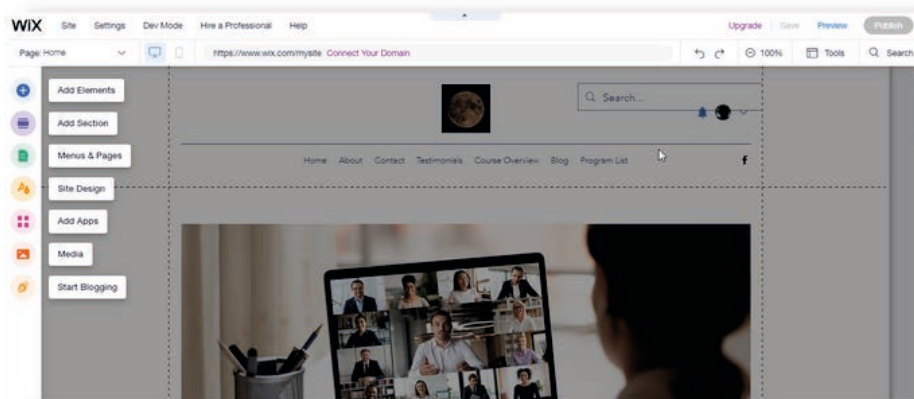 WiX Site Settings Dev Mode Hire a Professional Help Upgrade Save Preview Publish
Page: Home https://www.wix.com/mysite Connect Your Domain 100% Tools Search
Add Elements
Search...
Add Section
Menus & Pages
Home About Contact Testimonials Course Overview Blog Program List f
Site Design
Add Apps
Media
Start Blogging